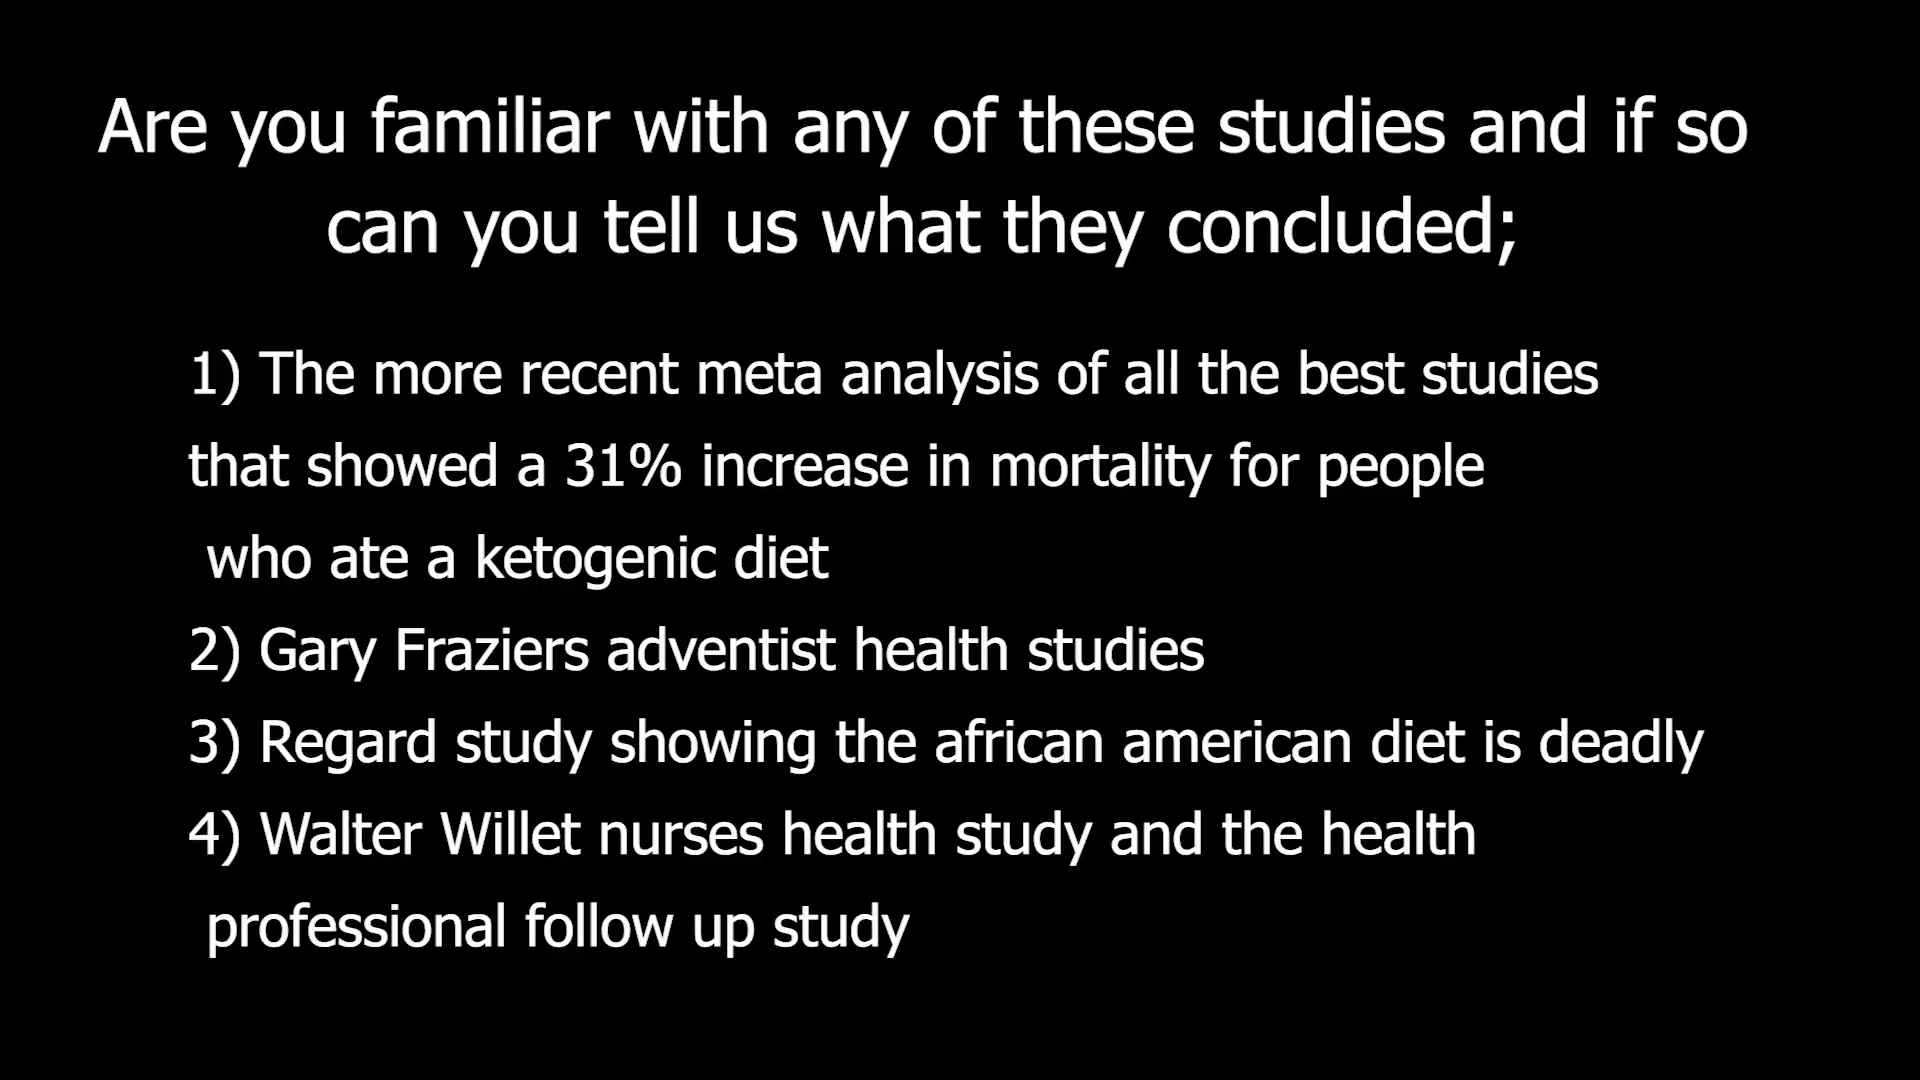 Are you familiar with any of these studies and if so
can you tell us what they concluded;
1) The more recent meta analysis of all the best studies
that showed a 31% increase in mortality for people
who ate a ketogenic diet
2) Gary Fraziers adventist health studies
3) Regard study showing the african american diet is deadly
4) Walter Willet nurses health study and the health
professional follow up study